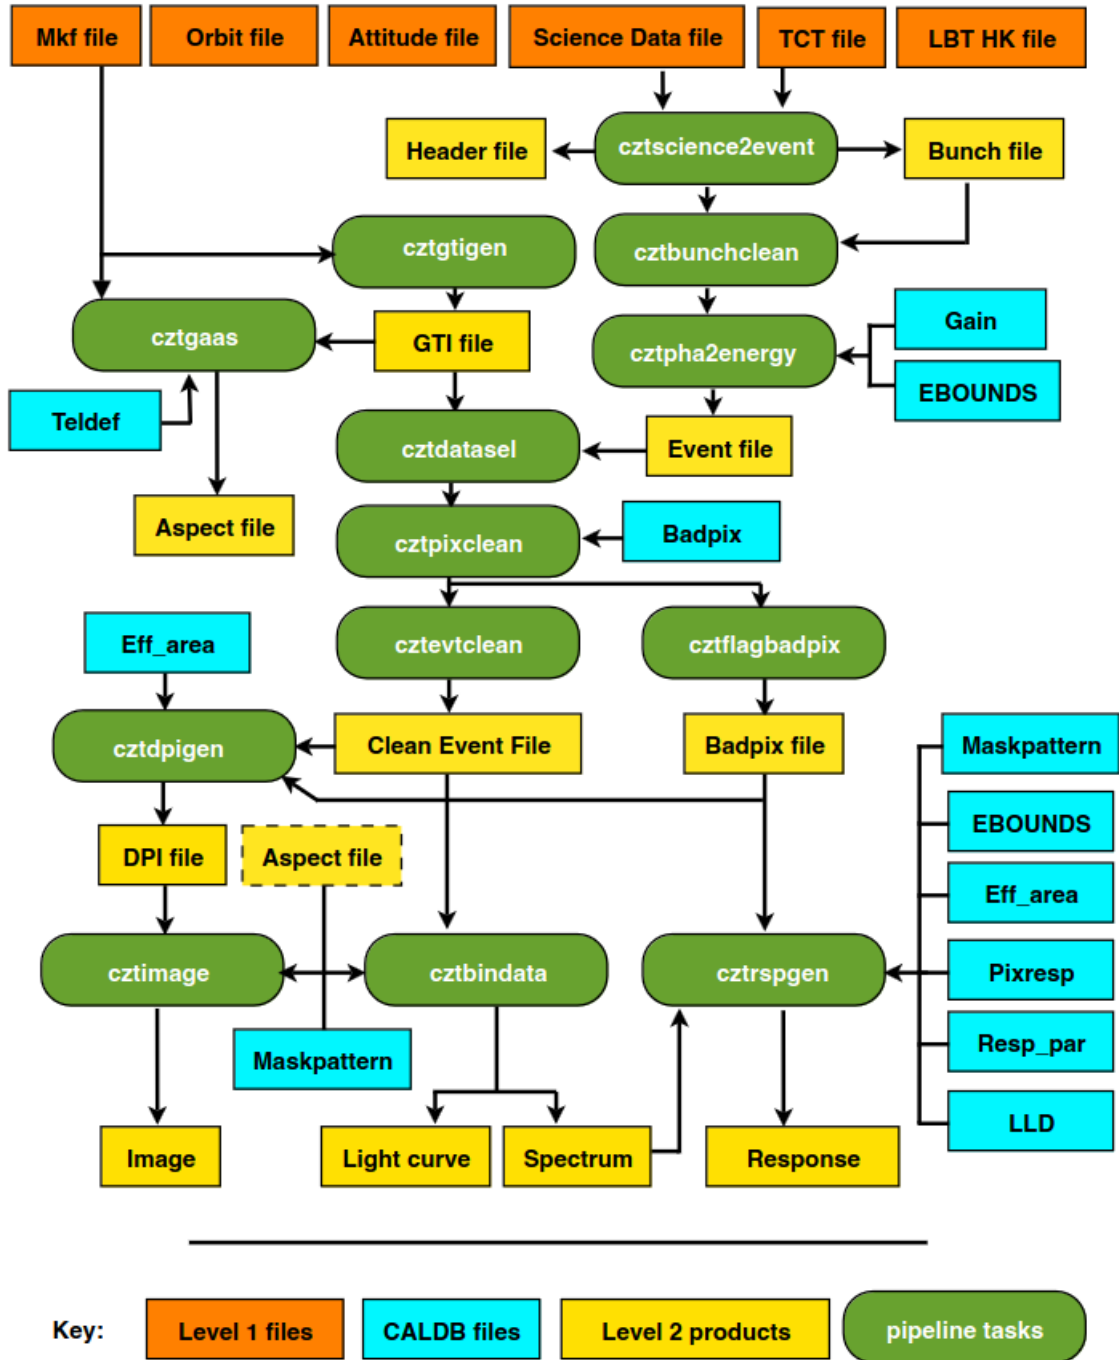 Mkf file
Orbit file
Attitude file
Science Data file
TCT file
LBT HK file
Header file
cztscience2event
Bunch file
cztgtigen
cztbunchclean
cztgaas
GTI file
cztpha2energy
Gain
EBOUNDS
Teldef
cztdatasel
Event file
Aspect file
cztpixclean
Badpix
Eff_area
cztevtclean
cztflagbadpix
cztdpigen
Clean Event File
Badpix file
Maskpattern
EBOUNDS
DPI file
Aspect file
Eff_area
cztimage
cztbindata
cztrspgen
Pixresp
Maskpattern
Resp_par
LLD
Image
Light curve
Spectrum
Response
Key:
Level 1 files
CALDB files
Level 2 products
pipeline tasks